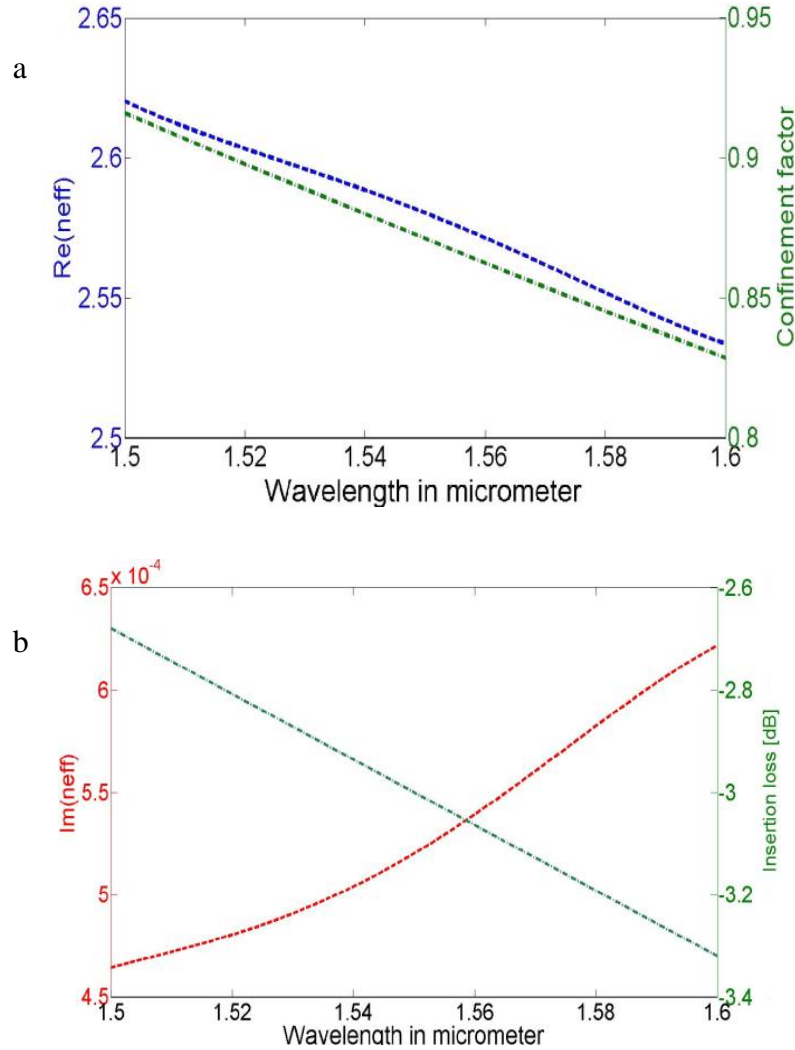 a
2.65
2.6
2.55
2.5
Re(neff)
0.95
0.9
0.85
0.8
Confinement factor
1.5 1.52 1.54 1.56 1.58 1.6
Wavelength in micrometer
b
x 10⁻⁴
6.5
6
5.5
5
4.5
Im(neff)
-2.6
-2.8
-3
-3.2
-3.4
Insertion loss [dB]
1.5 1.52 1.54 1.56 1.58 1.6
Wavelength in micrometer